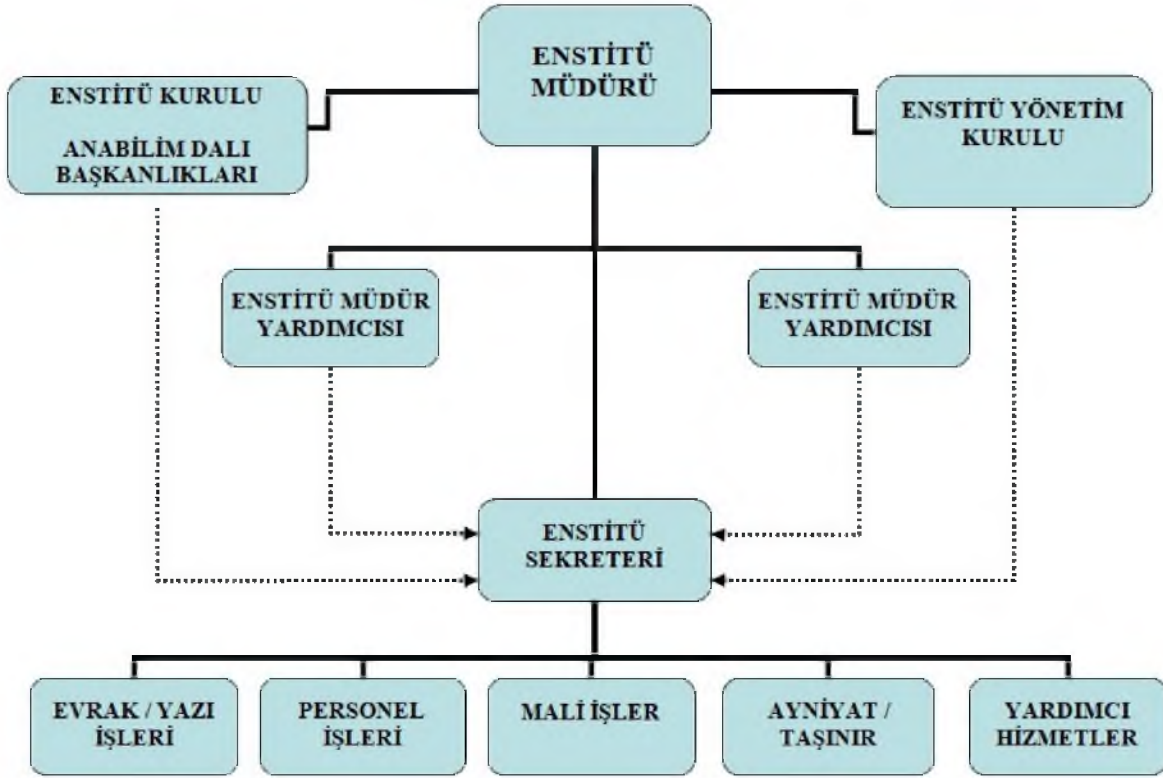 ENSTİTÜ
MÜDÜRÜ
ENSTİTÜ KURULU
ANABİLİM DALI
BAŞKANLIKLARI
ENSTİTÜ YÖNETİM
KURULU
ENSTİTÜ MÜDÜR
YARDIMCISI
ENSTİTÜ MÜDÜR
YARDIMCISI
ENSTİTÜ
SEKRETERİ
EVRAK / YAZI
İŞLERİ
PERSONEL
İŞLERİ
MALİ İŞLER
AYNİYAT /
TAŞINIR
YARDIMCI
HİZMETLER